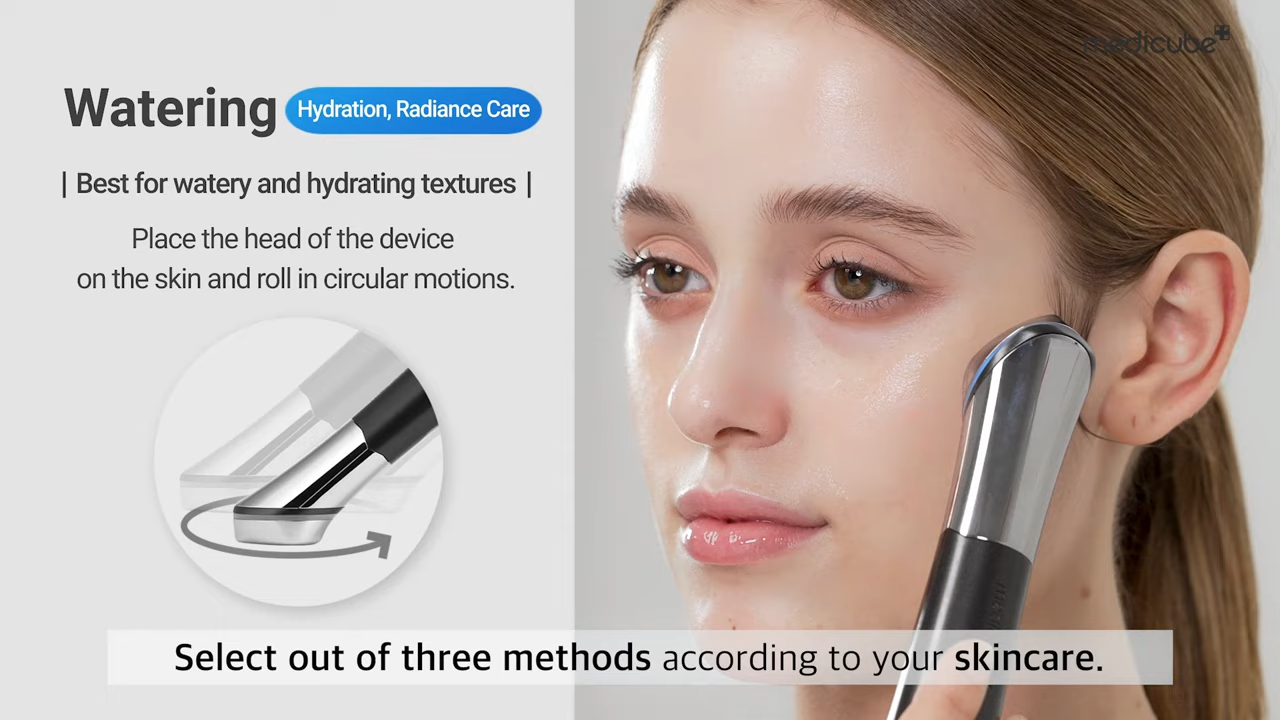 medicube
Watering
Hydration, Radiance Care
| Best for watery and hydrating textures |
Place the head of the device
on the skin and roll in circular motions.
Select out of three methods according to your skincare.